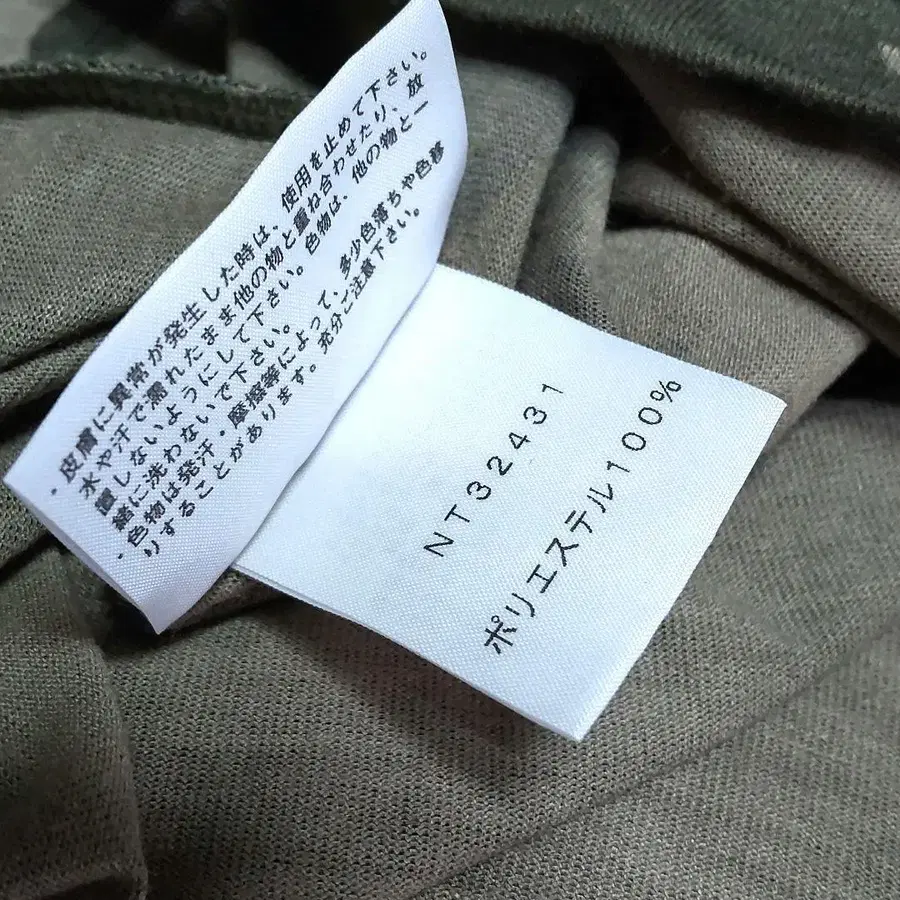 ・皮膚に異常が発生した時は、使用を止めて下さい。
水や汗で濡れたまま他の物と重ね合わせたり、放
置しないようにして下さい。色物は、他の物と一
緒に洗わないで下さい。
・色物は発汗・摩擦等によって、多少色落ちや色移
りすることがあります。充分ご注意下さい。
NT32431
ポリエステル100%